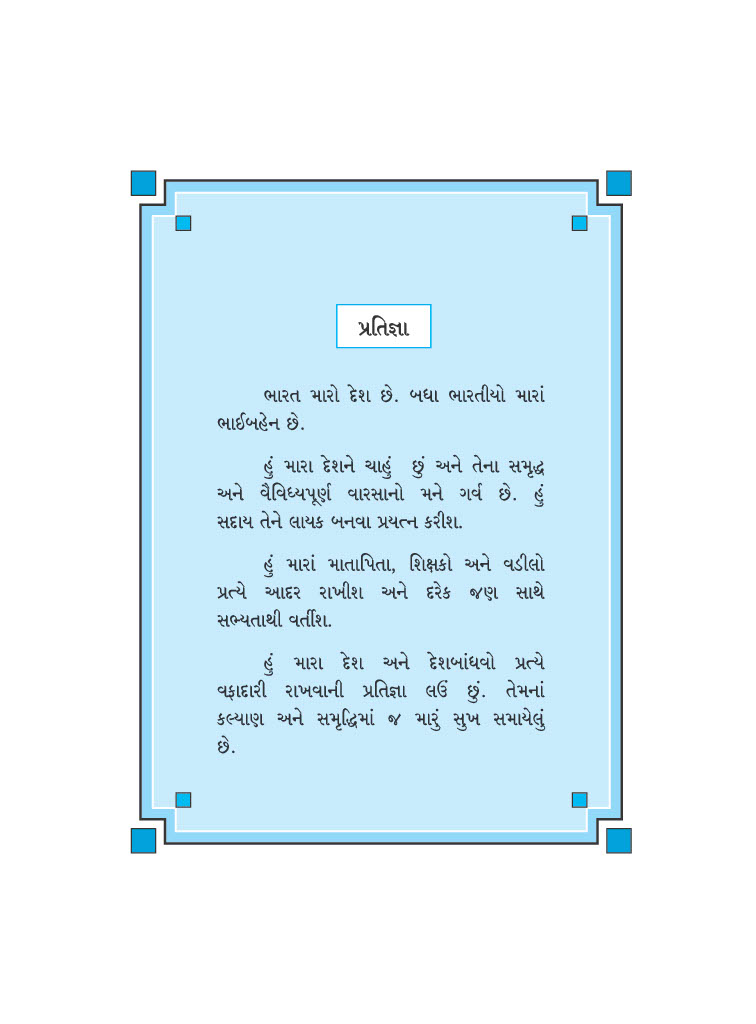 પ્રતિજ્ઞા
ભારત મારો દેશ છે. બધા ભારતીયો મારાં
ભાઈબહેન છે.
હું મારા દેશને ચાહું છું અને તેના સમૃદ્ધ
અને વૈવિધ્યપૂર્ણ વારસાનો મને ગર્વ છે. હું
સદાય તેને લાયક બનવા પ્રયત્ન કરીશ.
હું મારાં માતાપિતા, શિક્ષકો અને વડીલો
પ્રત્યે આદર રાખીશ અને દરેક જણ સાથે
સભ્યતાથી વર્તીશ.
હું મારા દેશ અને દેશબાંધવો પ્રત્યે
વફાદારી રાખવાની પ્રતિજ્ઞા લઉં છું. તેમનાં
કલ્યાણ અને સમૃદ્ધિમાં જ મારું સુખ સમાયેલું
છે.